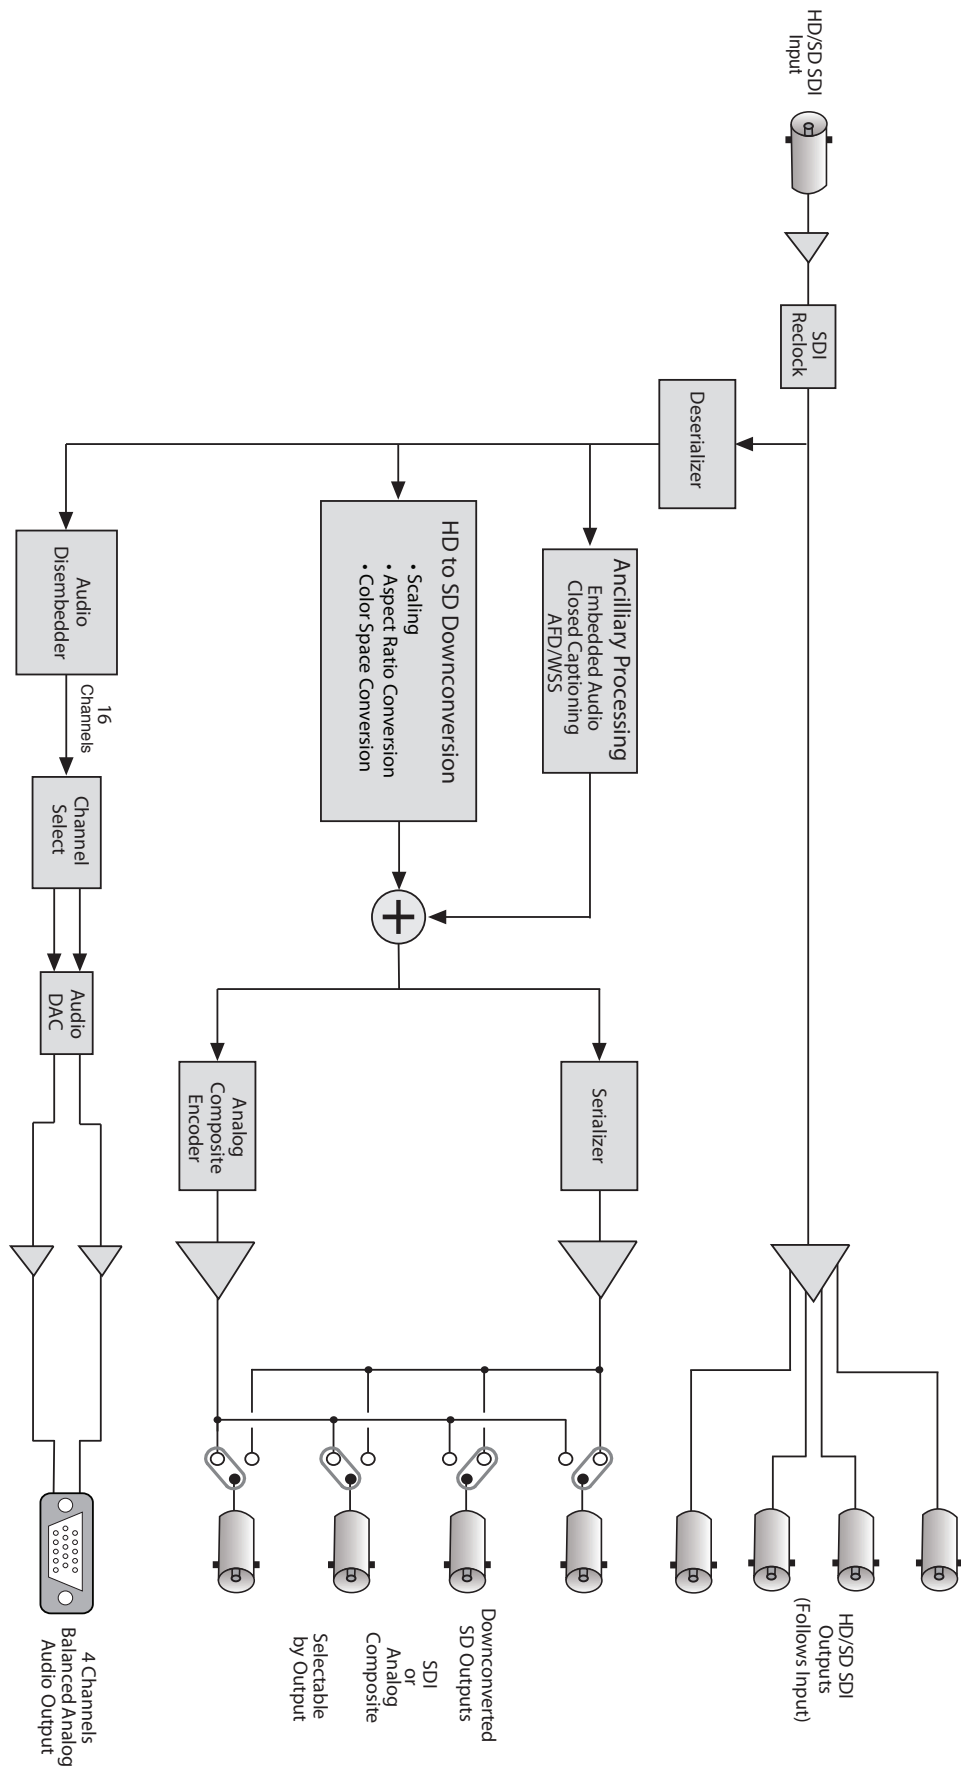 HD/SD SDI
Input
SDI
Reclock
Deserializer
Ancilliary Processing
Embedded Audio
Closed Captioning
AFD/WSS
HD to SD Downconversion
• Scaling
• Aspect Ratio Conversion
• Color Space Conversion
Audio
Disembedder
16
Channels
Channel
Select
Audio
DAC
Serializer
Analog
Composite
Encoder
HD/SD SDI
Outputs
(Follows Input)
Downconverted
SD Outputs
SDI
or
Analog
Composite
Selectable
by Output
4 Channels
Balanced Analog
Audio Output